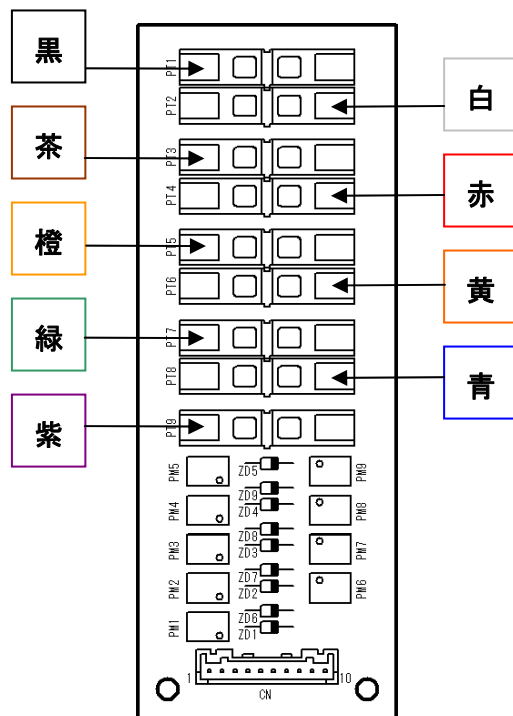 黒
PT1
白
PT2
茶
PT3
赤
PT4
橙
PT5
黄
PT6
緑
PT7
青
PT8
紫
PT9
PM5
ZD5
PM9
ZD9
PM4
ZD4
PM8
ZD8
PM3
ZD3
PM7
ZD7
PM2
ZD2
PM6
ZD6
PM1
ZD1
1
10
CN